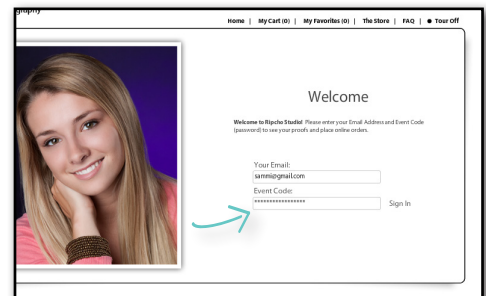 ography
Home | My Cart (0) | My Favorites (0) | The Store | FAQ | ● Tour Off
Welcome
Welcome to Ripcho Studio! Please enter your Email Address and Event Code
(password) to see your proofs and place online orders.
Your Email:
sammi@gmail.com
Event Code:
****************
Sign In